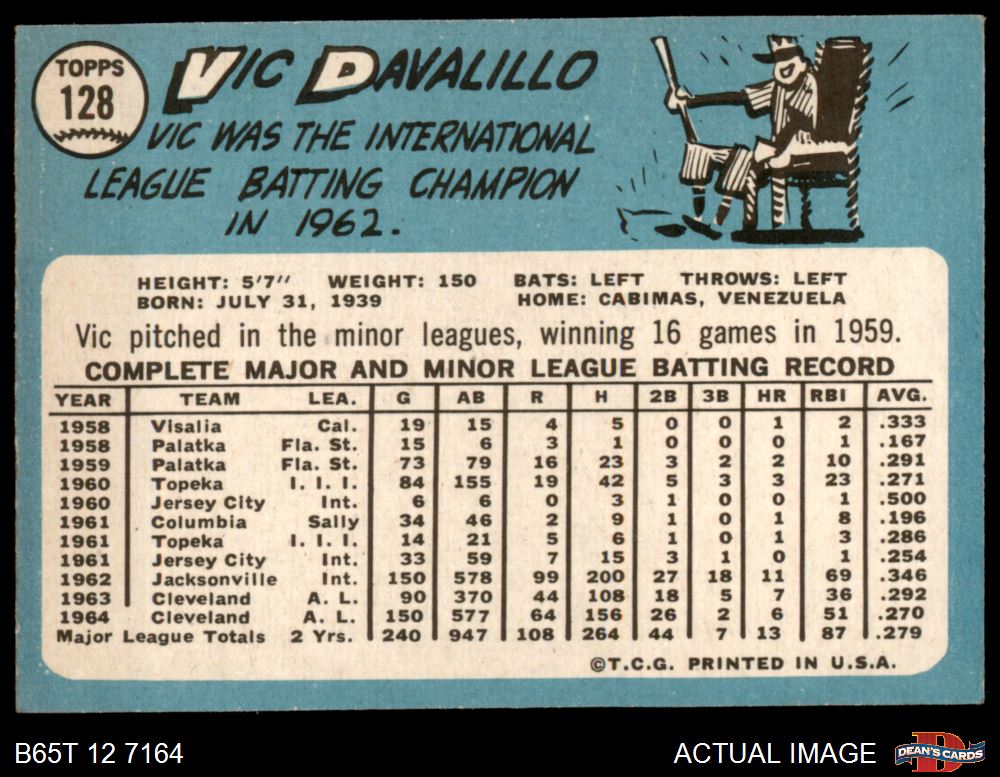 TOPPS
128
VIC DAVALILLO
VIC WAS THE INTERNATIONAL
LEAGUE BATTING CHAMPION
IN 1962.
HEIGHT: 5'7" WEIGHT: 150 BATS: LEFT THROWS: LEFT
BORN: JULY 31, 1939 HOME: CABIMAS, VENEZUELA
Vic pitched in the minor leagues, winning 16 games in 1959.
COMPLETE MAJOR AND MINOR LEAGUE BATTING RECORD
YEAR TEAM LEA. G AB R H 2B 3B HR RBI AVG.
1958 Visalia Cal. 19 15 4 5 0 0 1 2 .333
1958 Palatka Fla. St. 15 6 3 1 0 0 0 1 .167
1959 Palatka Fla. St. 73 79 16 23 3 2 2 10 .291
1960 Topeka I. I. I. 84 155 19 42 5 3 3 23 .271
1960 Jersey City Int. 6 6 0 3 1 0 0 1 .500
1961 Columbia Sally 34 46 2 9 1 0 1 8 .196
1961 Topeka I. I. I. 14 21 5 6 1 0 1 3 .286
1961 Jersey City Int. 33 59 7 15 3 1 0 1 .254
1962 Jacksonville Int. 150 578 99 200 27 18 11 69 .346
1963 Cleveland A. L. 90 370 44 108 18 5 7 36 .292
1964 Cleveland A. L. 150 577 64 156 26 2 6 51 .270
Major League Totals 2 Yrs. 240 947 108 264 44 7 13 87 .279
©T.C.G. PRINTED IN U.S.A.
B65T 12 7164 ACTUAL IMAGE DEAN'S CARDS